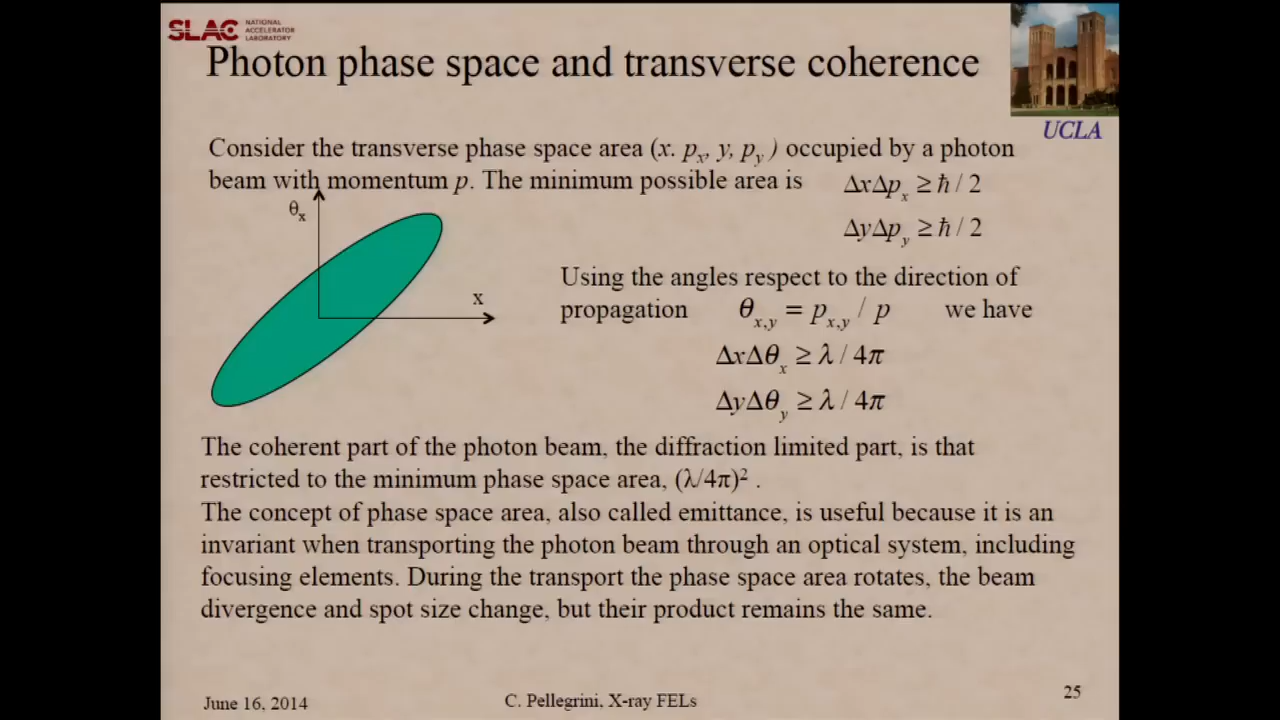 SLAC NATIONAL
ACCELERATOR
LABORATORY
Photon phase space and transverse coherence
UCLA
Consider the transverse phase space area (x. pₓ, y, p_y ) occupied by a photon
beam with momentum p. The minimum possible area is
ΔxΔpₓ ≥ ħ / 2
ΔyΔp_y ≥ ħ / 2
θₓ
x
Using the angles respect to the direction of
propagation θ_x,y = p_x,y / p we have
ΔxΔθₓ ≥ λ / 4π
ΔyΔθ_y ≥ λ / 4π
The coherent part of the photon beam, the diffraction limited part, is that
restricted to the minimum phase space area, (λ/4π)² .
The concept of phase space area, also called emittance, is useful because it is an
invariant when transporting the photon beam through an optical system, including
focusing elements. During the transport the phase space area rotates, the beam
divergence and spot size change, but their product remains the same.
June 16, 2014
C. Pellegrini, X-ray FELs
25